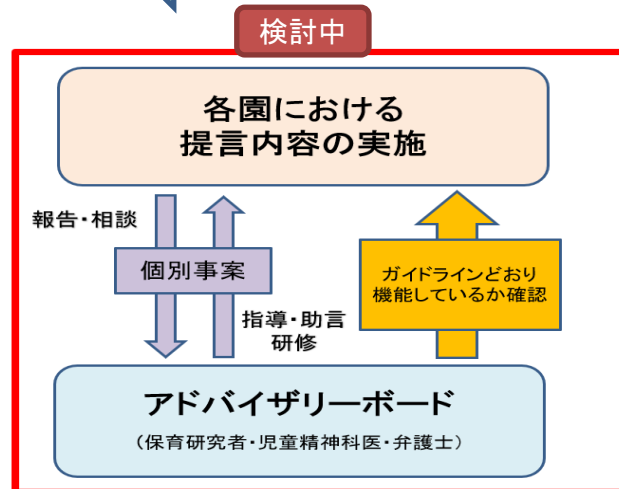 検討中
各園における
提言内容の実施
報告・相談
個別事案
ガイドラインどおり
機能しているか確認
指導・助言
研修
アドバイザリーボード
（保育研究者・児童精神科医・弁護士）